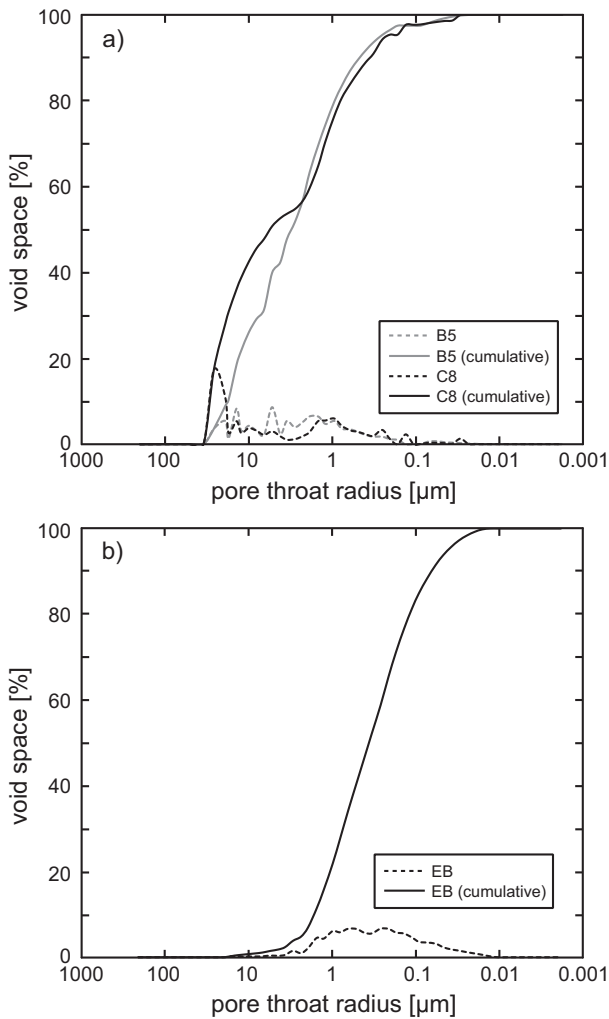 a)
100
80
60
40
20
0
void space [%]
B5
B5 (cumulative)
C8
C8 (cumulative)
1000 100 10 1 0.1 0.01 0.001
pore throat radius [µm]
b)
100
80
60
40
20
0
void space [%]
EB
EB (cumulative)
1000 100 10 1 0.1 0.01 0.001
pore throat radius [µm]